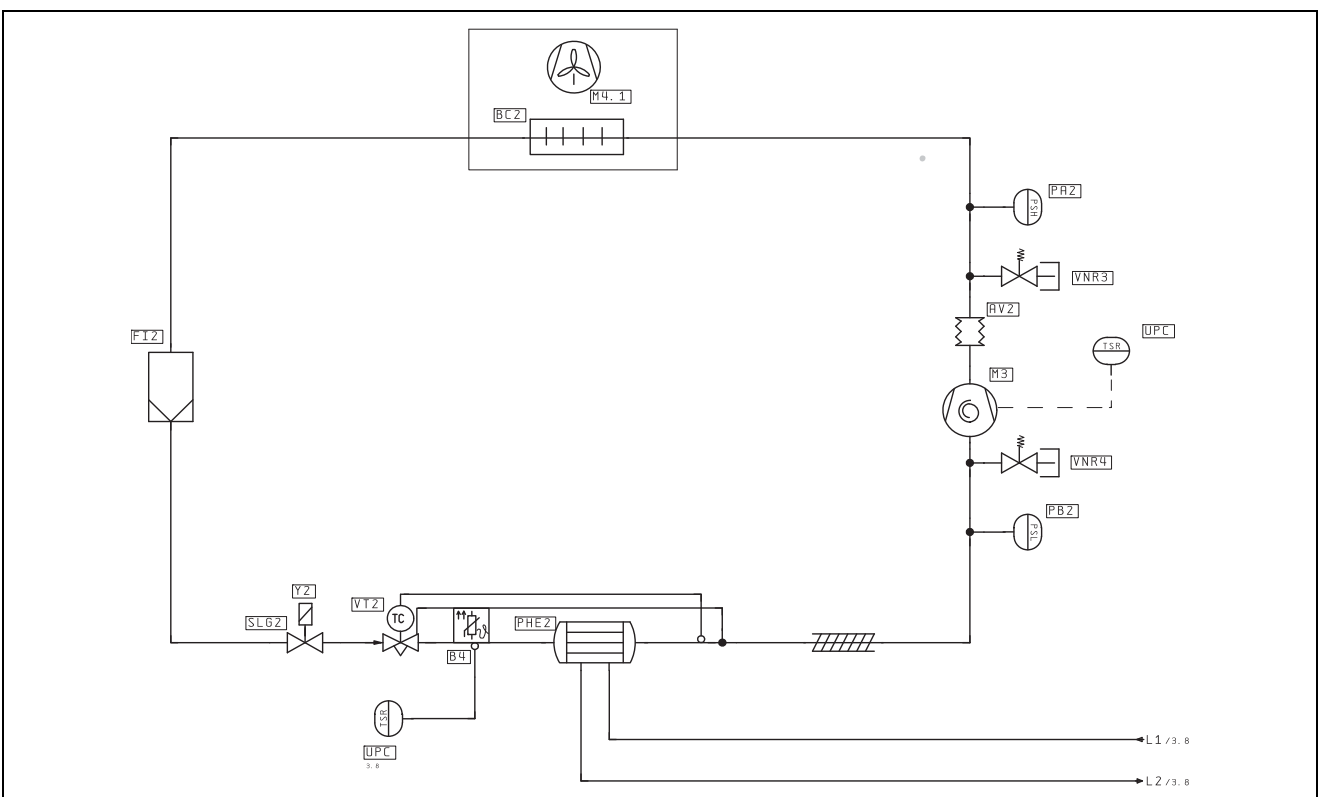 M4.1
BC2
PA2
PSH
VNR3
AV2
FI2
UPC
TSR
M3
VNR4
PB2
PSL
Y2
VT2
SLG2
TC
PHE2
B4
TSR
UPC
3.8
L1/3.8
L2/3.8